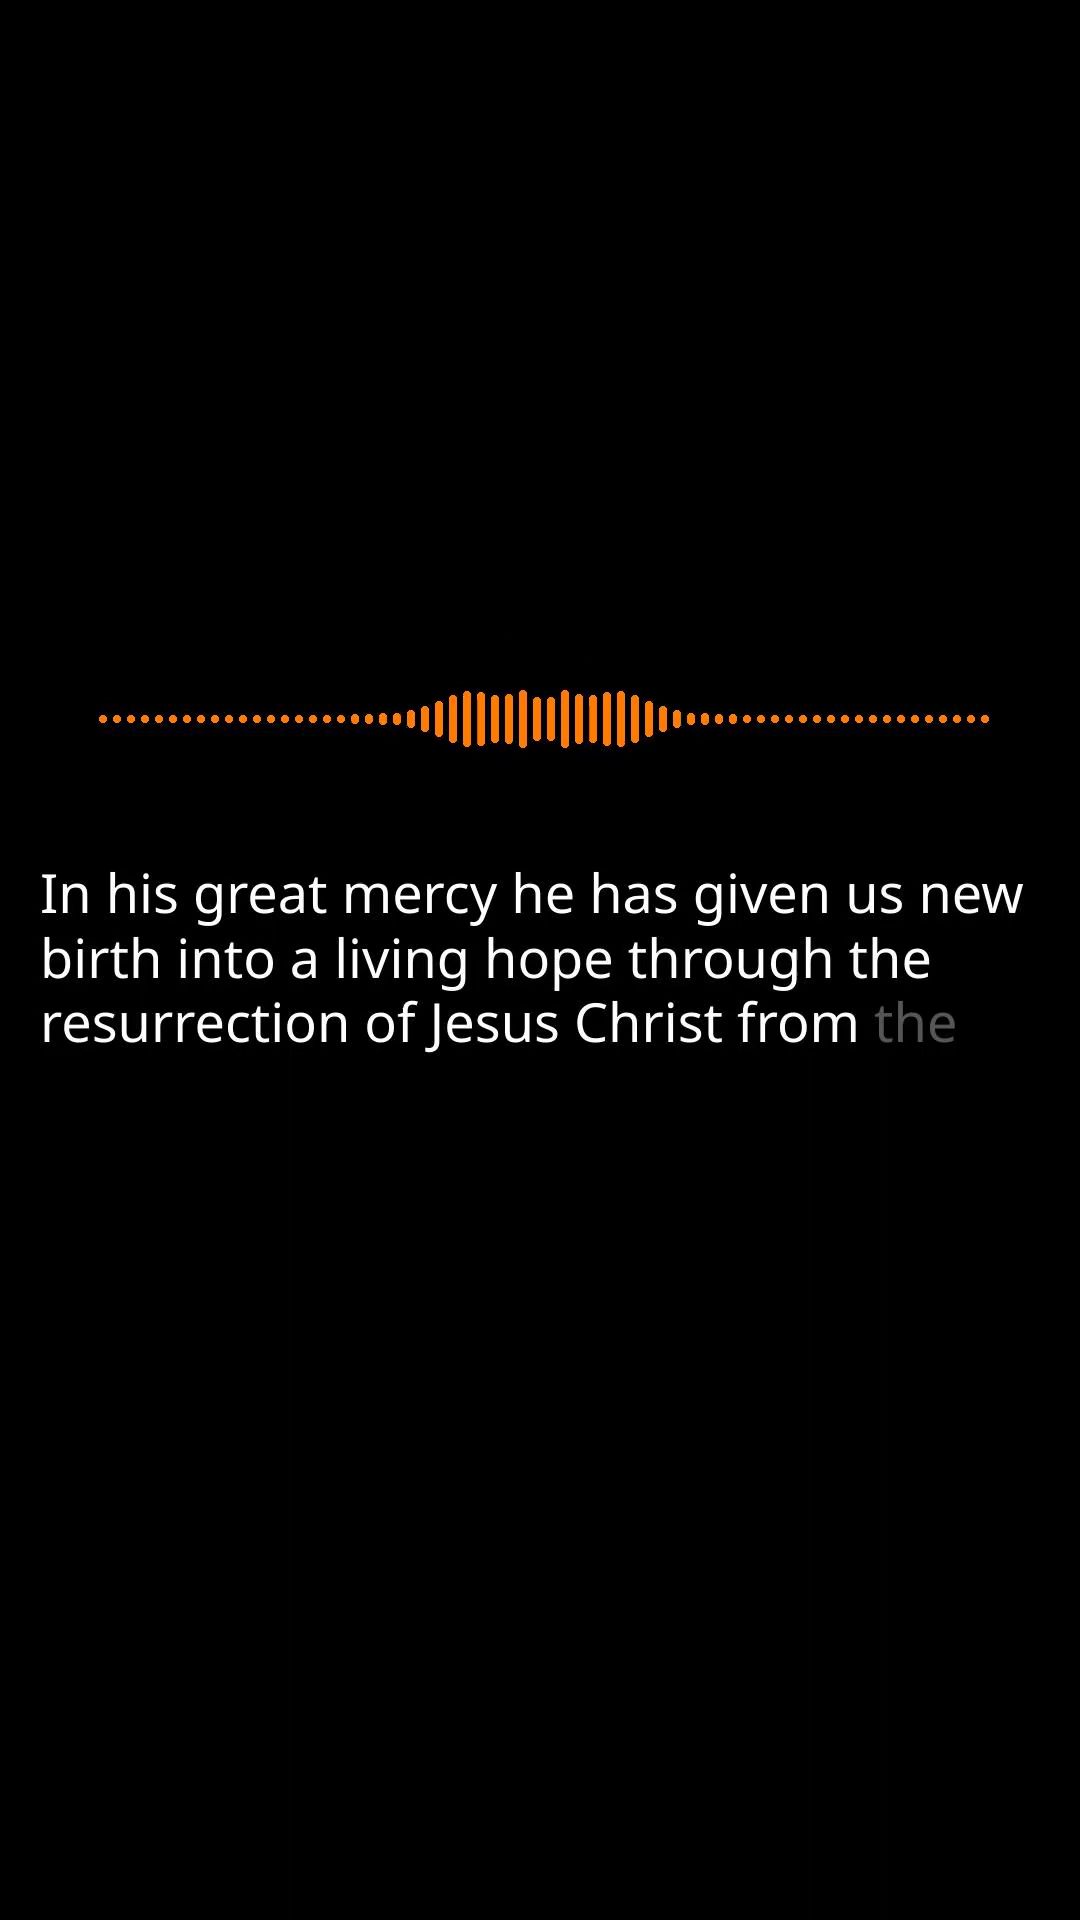 In his great mercy he has given us new
birth into a living hope through the
resurrection of Jesus Christ from the